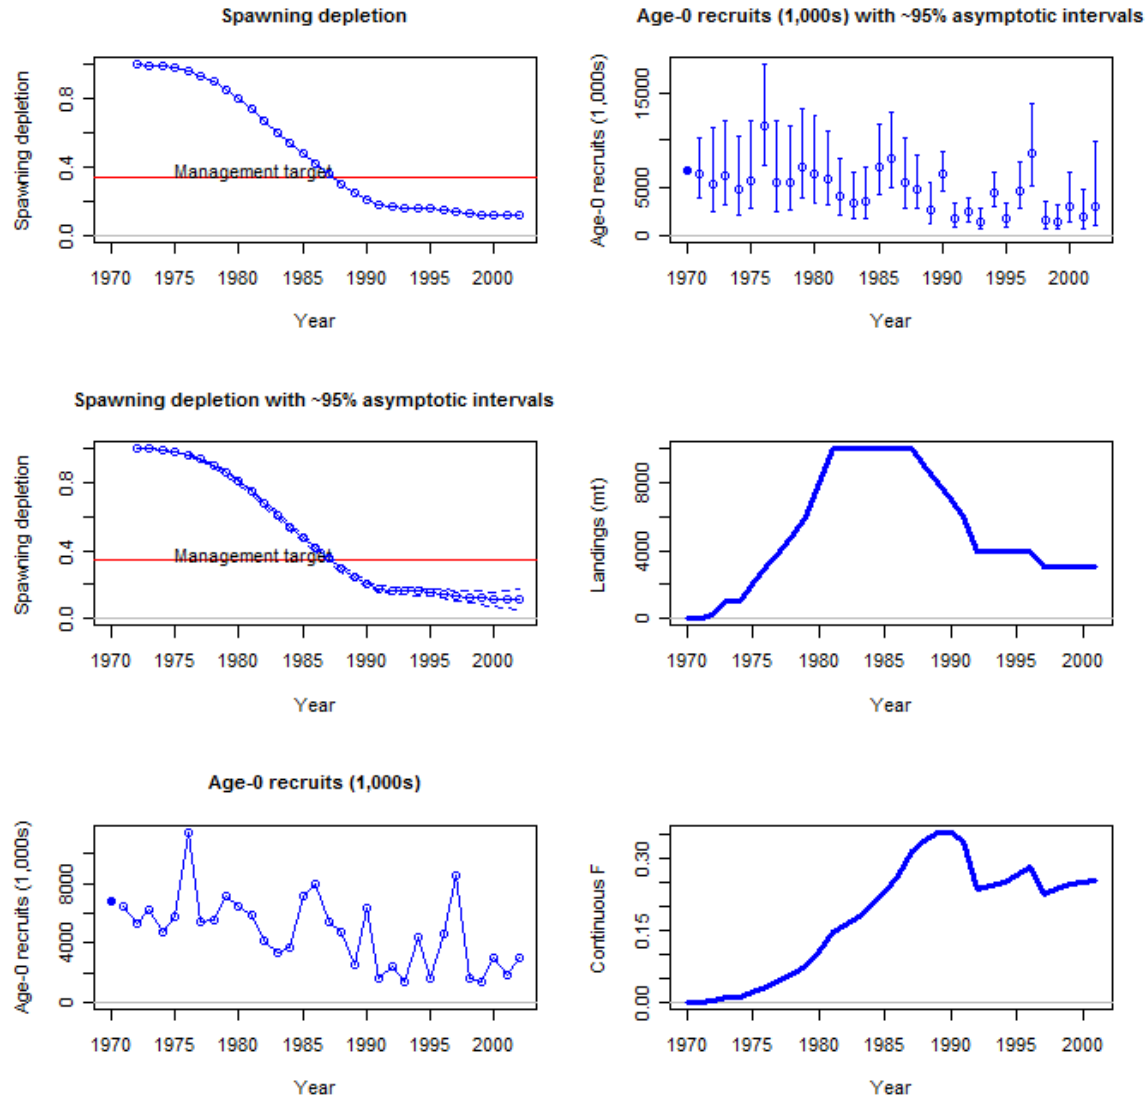 Spawning depletion
Spawning depletion
0.0 0.4 0.8
Management target
1970 1975 1980 1985 1990 1995 2000
Year
Age-0 recruits (1,000s) with ~95% asymptotic intervals
Age-0 recruits (1,000s)
0 5000 15000
1970 1975 1980 1985 1990 1995 2000
Year
Spawning depletion with ~95% asymptotic intervals
Spawning depletion
0.0 0.4 0.8
Management target
1970 1975 1980 1985 1990 1995 2000
Year
Landings (mt)
0 4000 8000
1970 1975 1980 1985 1990 1995 2000
Year
Age-0 recruits (1,000s)
Age-0 recruits (1,000s)
0 4000 8000
1970 1975 1980 1985 1990 1995 2000
Year
Continuous F
0.00 0.15 0.30
1970 1975 1980 1985 1990 1995 2000
Year